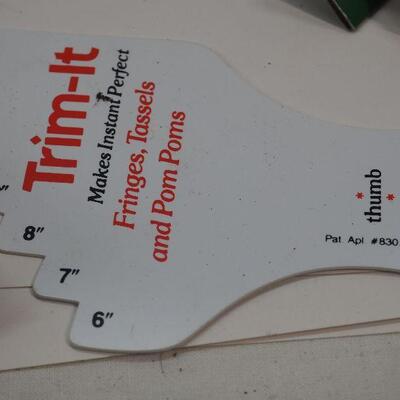 Trim-It
Makes Instant Perfect
Fringes, Tassels
and Pom Poms
8"
7"
6"
* thumb *
Pat Apl #830